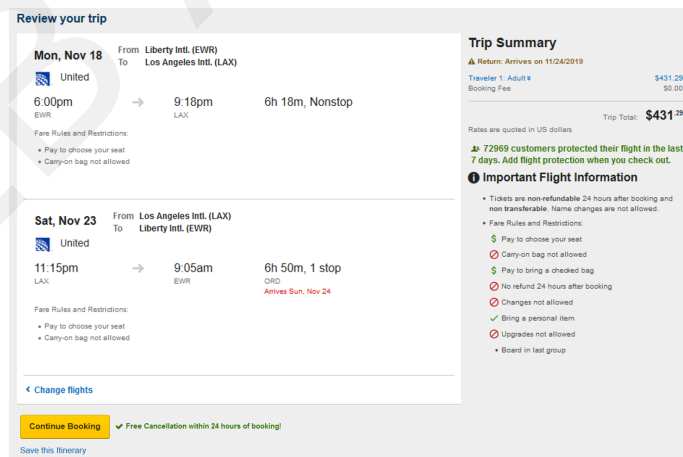 Review your trip
Mon, Nov 18
From Liberty Intl. (EWR)
To Los Angeles Intl. (LAX)
United
6:00pm → 9:18pm 6h 18m, Nonstop
EWR LAX
Fare Rules and Restrictions:
• Pay to choose your seat
• Carry-on bag not allowed
Sat, Nov 23
From Los Angeles Intl. (LAX)
To Liberty Intl. (EWR)
United
11:15pm → 9:05am 6h 50m, 1 stop
LAX EWR ORD
Arrives Sun, Nov 24
Fare Rules and Restrictions:
• Pay to choose your seat
• Carry-on bag not allowed
Change flights
Continue Booking
Free Cancellation within 24 hours of booking!
Save this Itinerary
Trip Summary
Return: Arrives on 11/24/2019
Traveler 1: Adult $431.29
Booking Fee $0.00
Trip Total: $431.29
Rates are quoted in US dollars
72969 customers protected their flight in the last
7 days. Add flight protection when you check out.
Important Flight Information
• Tickets are non-refundable 24 hours after booking and
non transferable. Name changes are not allowed.
• Fare Rules and Restrictions:
$ Pay to choose your seat
Carry-on bag not allowed
$ Pay to bring a checked bag
No refund 24 hours after booking
Changes not allowed
Bring a personal item
Upgrades not allowed
• Board in last group